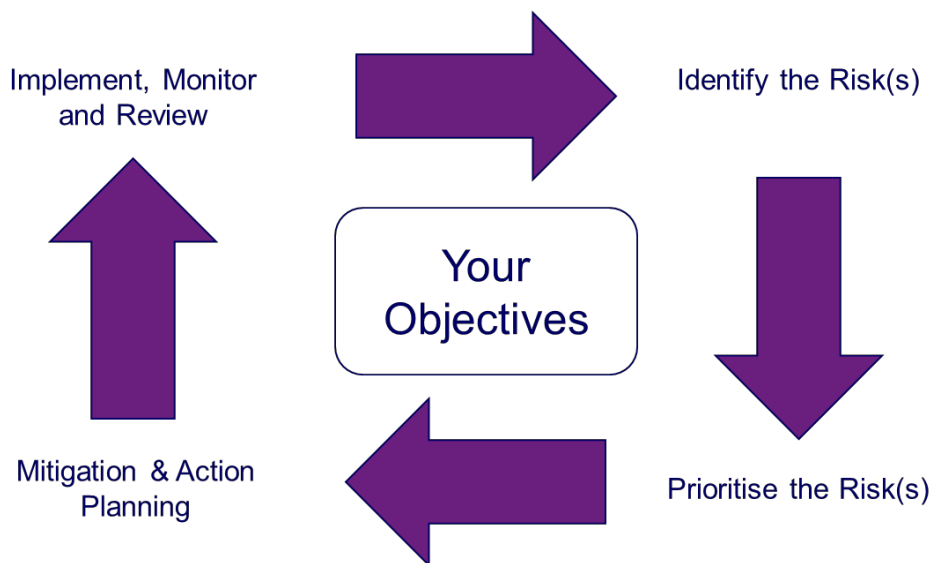 Implement, Monitor
and Review
Identify the Risk(s)
Your
Objectives
Mitigation & Action
Planning
Prioritise the Risk(s)